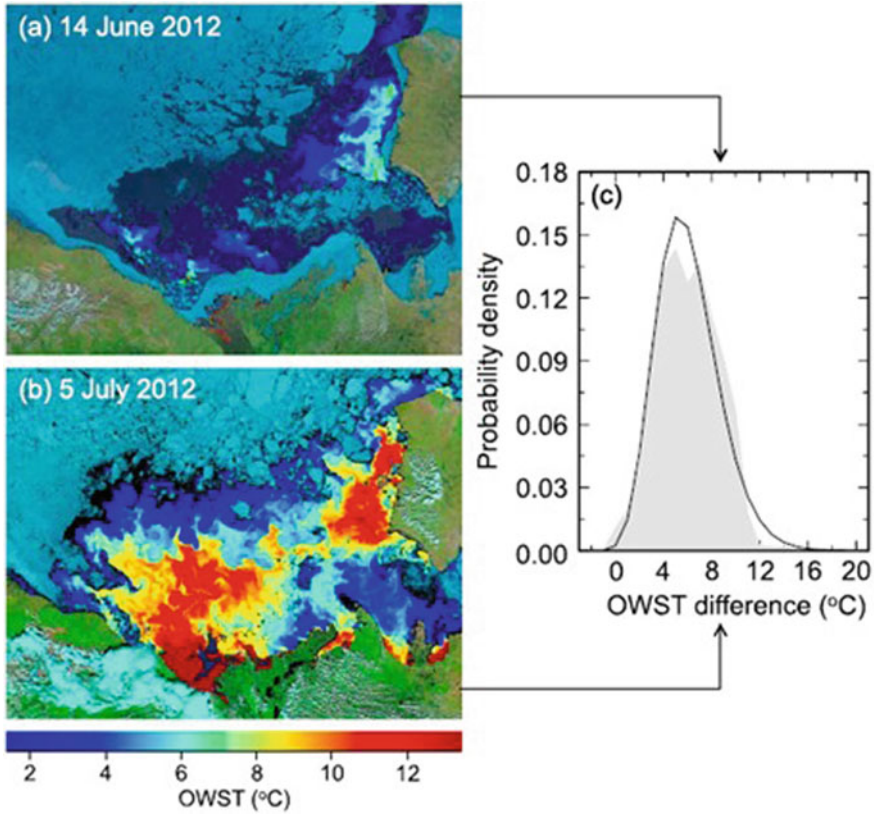 (a) 14 June 2012
(b) 5 July 2012
2 4 6 8 10 12
OWST (°C)
(c)
Probability density
0.18
0.15
0.12
0.09
0.06
0.03
0.00
0 4 8 12 16 20
OWST difference (°C)